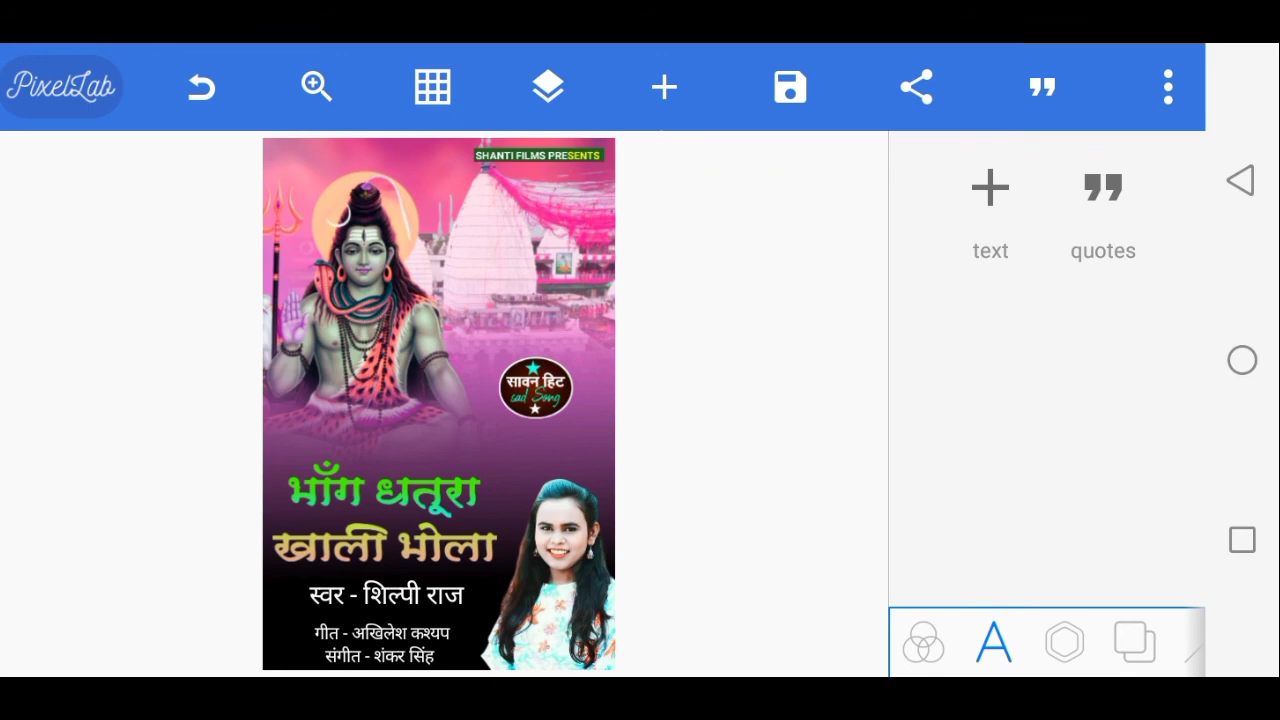 PixelLab
SHANTI FILMS PRESENTS
text
quotes
सावन हिट
sad Song
भाँग धतूरा
खाली भोला
स्वर - शिल्पी राज
गीत - अखिलेश कश्यप
संगीत - शंकर सिंह